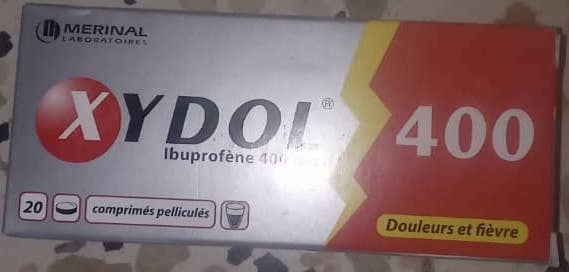 MERINAL
LABORATOIRES
XYDOL®
400
Ibuprofène 400
20 comprimés pelliculés
Douleurs et fièvre